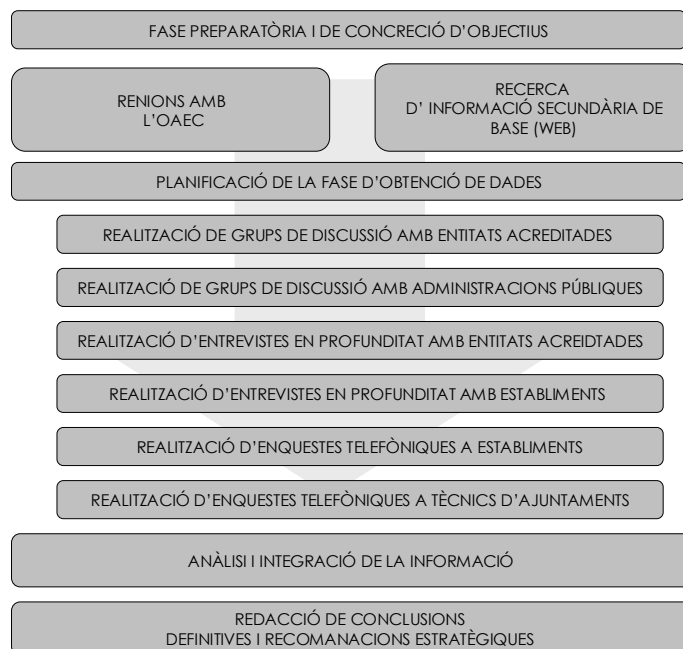 FASE PREPARATÒRIA I DE CONCRECIÓ D'OBJECTIUS
RENIONS AMB
L'OAEC
RECERCA
D' INFORMACIÓ SECUNDÀRIA DE
BASE (WEB)
PLANIFICACIÓ DE LA FASE D'OBTENCIÓ DE DADES
REALITZACIÓ DE GRUPS DE DISCUSSIÓ AMB ENTITATS ACREDITADES
REALITZACIÓ DE GRUPS DE DISCUSSIÓ AMB ADMINISTRACIONS PÚBLIQUES
REALITZACIÓ D'ENTREVISTES EN PROFUNDITAT AMB ENTITATS ACREIDTADES
REALITZACIÓ D'ENTREVISTES EN PROFUNDITAT AMB ESTABLIMENTS
REALITZACIÓ D'ENQUESTES TELEFÒNIQUES A ESTABLIMENTS
REALITZACIÓ D'ENQUESTES TELEFÒNIQUES A TÈCNICS D'AJUNTAMENTS
ANÀLISI I INTEGRACIÓ DE LA INFORMACIÓ
REDACCIÓ DE CONCLUSIONS
DEFINITIVES I RECOMANACIONS ESTRATÈGIQUES